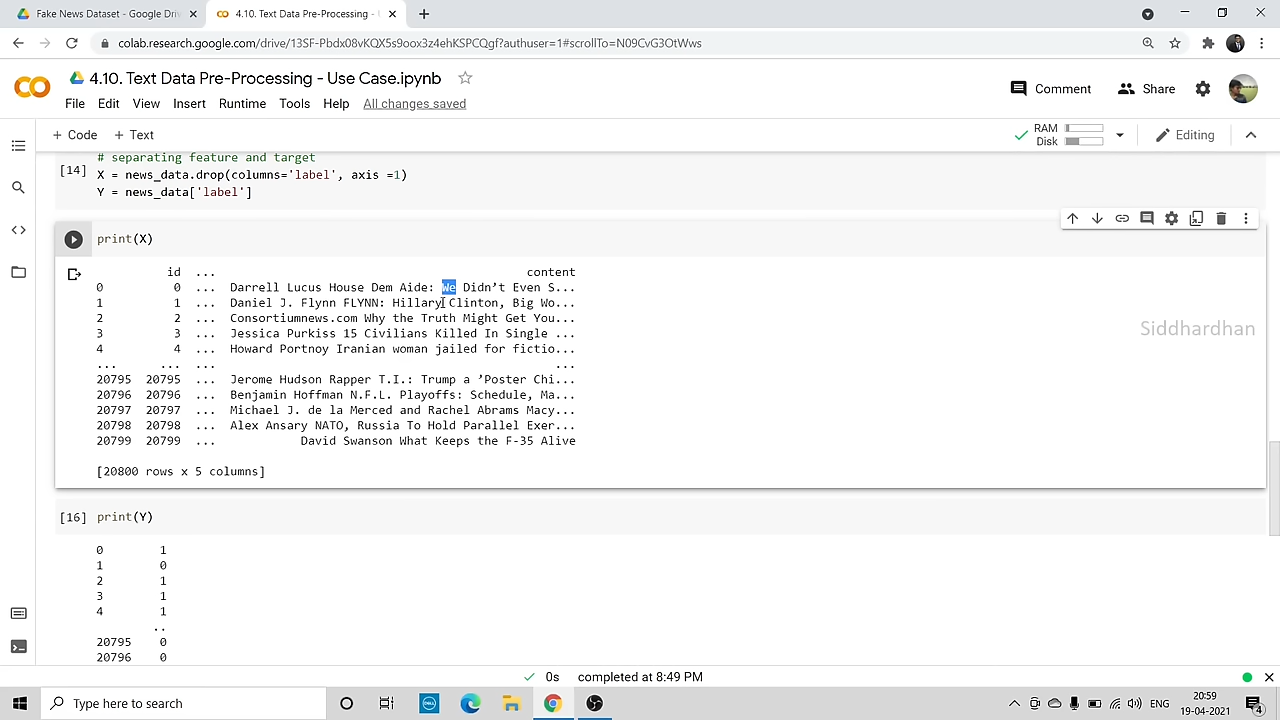 Fake News Dataset - Google Dri
4.10. Text Data Pre-Processing -
colab.research.google.com/drive/13SF-Pbdx08vKQX5s9oox3z4ehKSPCQgf?authuser=1#scrollTo=N09CvG3OtWws
4.10. Text Data Pre-Processing - Use Case.ipynb
Comment
Share
File Edit View Insert Runtime Tools Help All changes saved
+ Code + Text
RAM
Disk
Editing
# separating feature and target
[14] X = news_data.drop(columns='label', axis =1)
Y = news_data['label']
print(X)
id ... content
0 0 ... Darrell Lucus House Dem Aide: We Didn’t Even S...
1 1 ... Daniel J. Flynn FLYNN: Hillary Clinton, Big Wo...
2 2 ... Consortiumnews.com Why the Truth Might Get You...
3 3 ... Jessica Purkiss 15 Civilians Killed In Single ...
4 4 ... Howard Portnoy Iranian woman jailed for fictio...
... ... ... ...
20795 20795 ... Jerome Hudson Rapper T.I.: Trump a ’Poster Chi...
20796 20796 ... Benjamin Hoffman N.F.L. Playoffs: Schedule, Ma...
20797 20797 ... Michael J. de la Merced and Rachel Abrams Macy...
20798 20798 ... Alex Ansary NATO, Russia To Hold Parallel Exer...
20799 20799 ... David Swanson What Keeps the F-35 Alive
[20800 rows x 5 columns]
Siddhardhan
[16] print(Y)
0 1
1 0
2 1
3 1
4 1
..
20795 0
20796 0
0s completed at 8:49 PM
Type here to search
DELL
ENG
20:59
19-04-2021
4